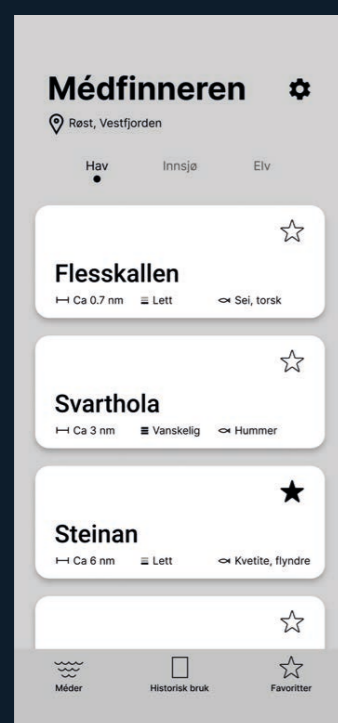 Médfinneren
Røst, Vestfjorden
Hav Innsjø Elv
Flesskallen
Ca 0.7 nm Lett Sei, torsk
Svarthola
Ca 3 nm Vanskelig Hummer
Steinan
Ca 6 nm Lett Kvetite, flyndre
Méder Historisk bruk Favoritter